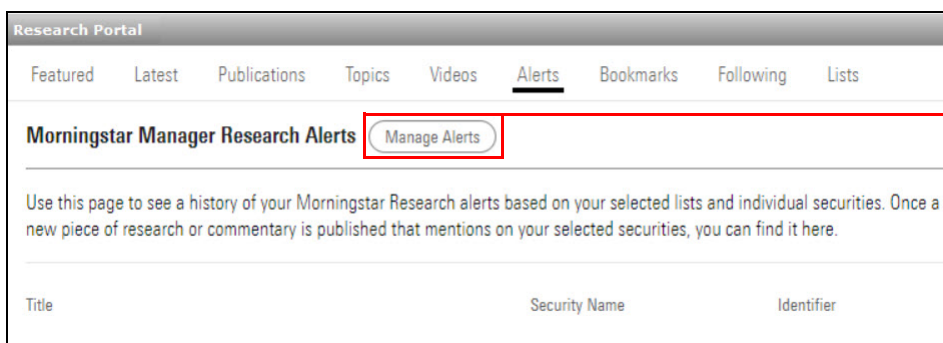 Research Portal
Featured Latest Publications Topics Videos Alerts Bookmarks Following Lists
Morningstar Manager Research Alerts Manage Alerts
Use this page to see a history of your Morningstar Research alerts based on your selected lists and individual securities. Once a
new piece of research or commentary is published that mentions on your selected securities, you can find it here.
Title Security Name Identifier